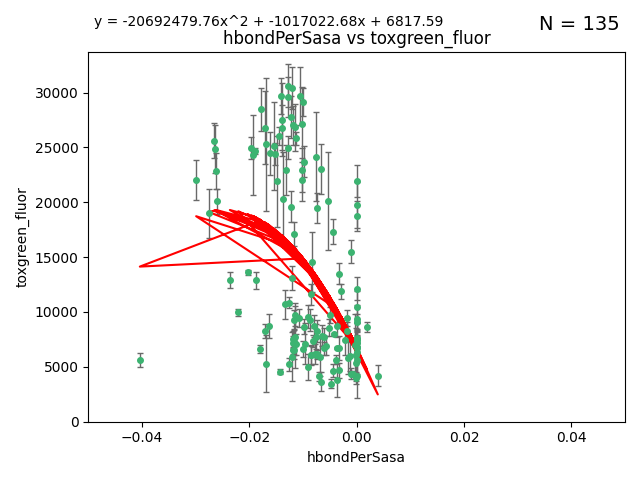 y = -20692479.76x^2 + -1017022.68x + 6817.59
N = 135
hbondPerSasa vs toxgreen_fluor
toxgreen_fluor
30000
25000
20000
15000
10000
5000
0
−0.04
−0.02
0.00
0.02
0.04
hbondPerSasa